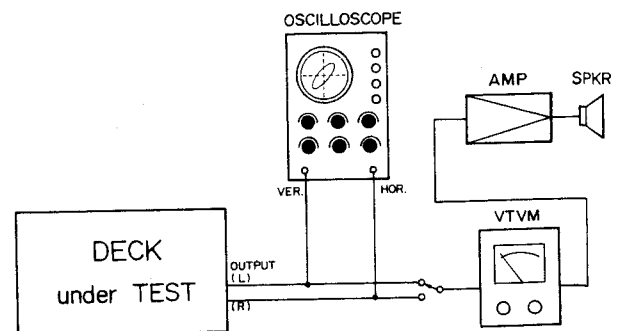 OSCILLOSCOPE
AMP
SPKR
VER.
HOR.
VTVM
DECK
under TEST
OUTPUT
(L)
(R)